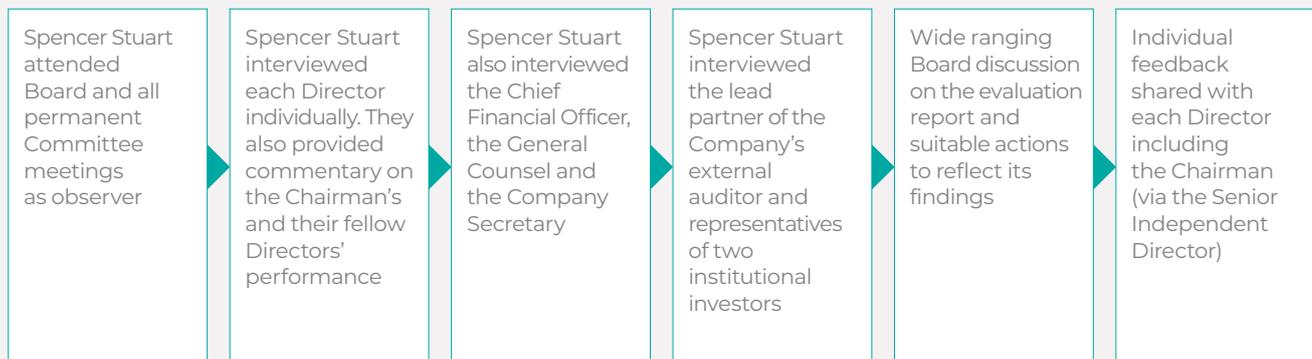 Spencer Stuart
attended
Board and all
permanent
Committee
meetings
as observer
Spencer Stuart
interviewed
each Director
individually. They
also provided
commentary on
the Chairman’s
and their fellow
Directors’
performance
Spencer Stuart
also interviewed
the Chief
Financial Officer,
the General
Counsel and
the Company
Secretary
Spencer Stuart
interviewed
the lead
partner of the
Company’s
external
auditor and
representatives
of two
institutional
investors
Wide ranging
Board discussion
on the evaluation
report and
suitable actions
to reflect its
findings
Individual
feedback
shared with
each Director
including
the Chairman
(via the Senior
Independent
Director)